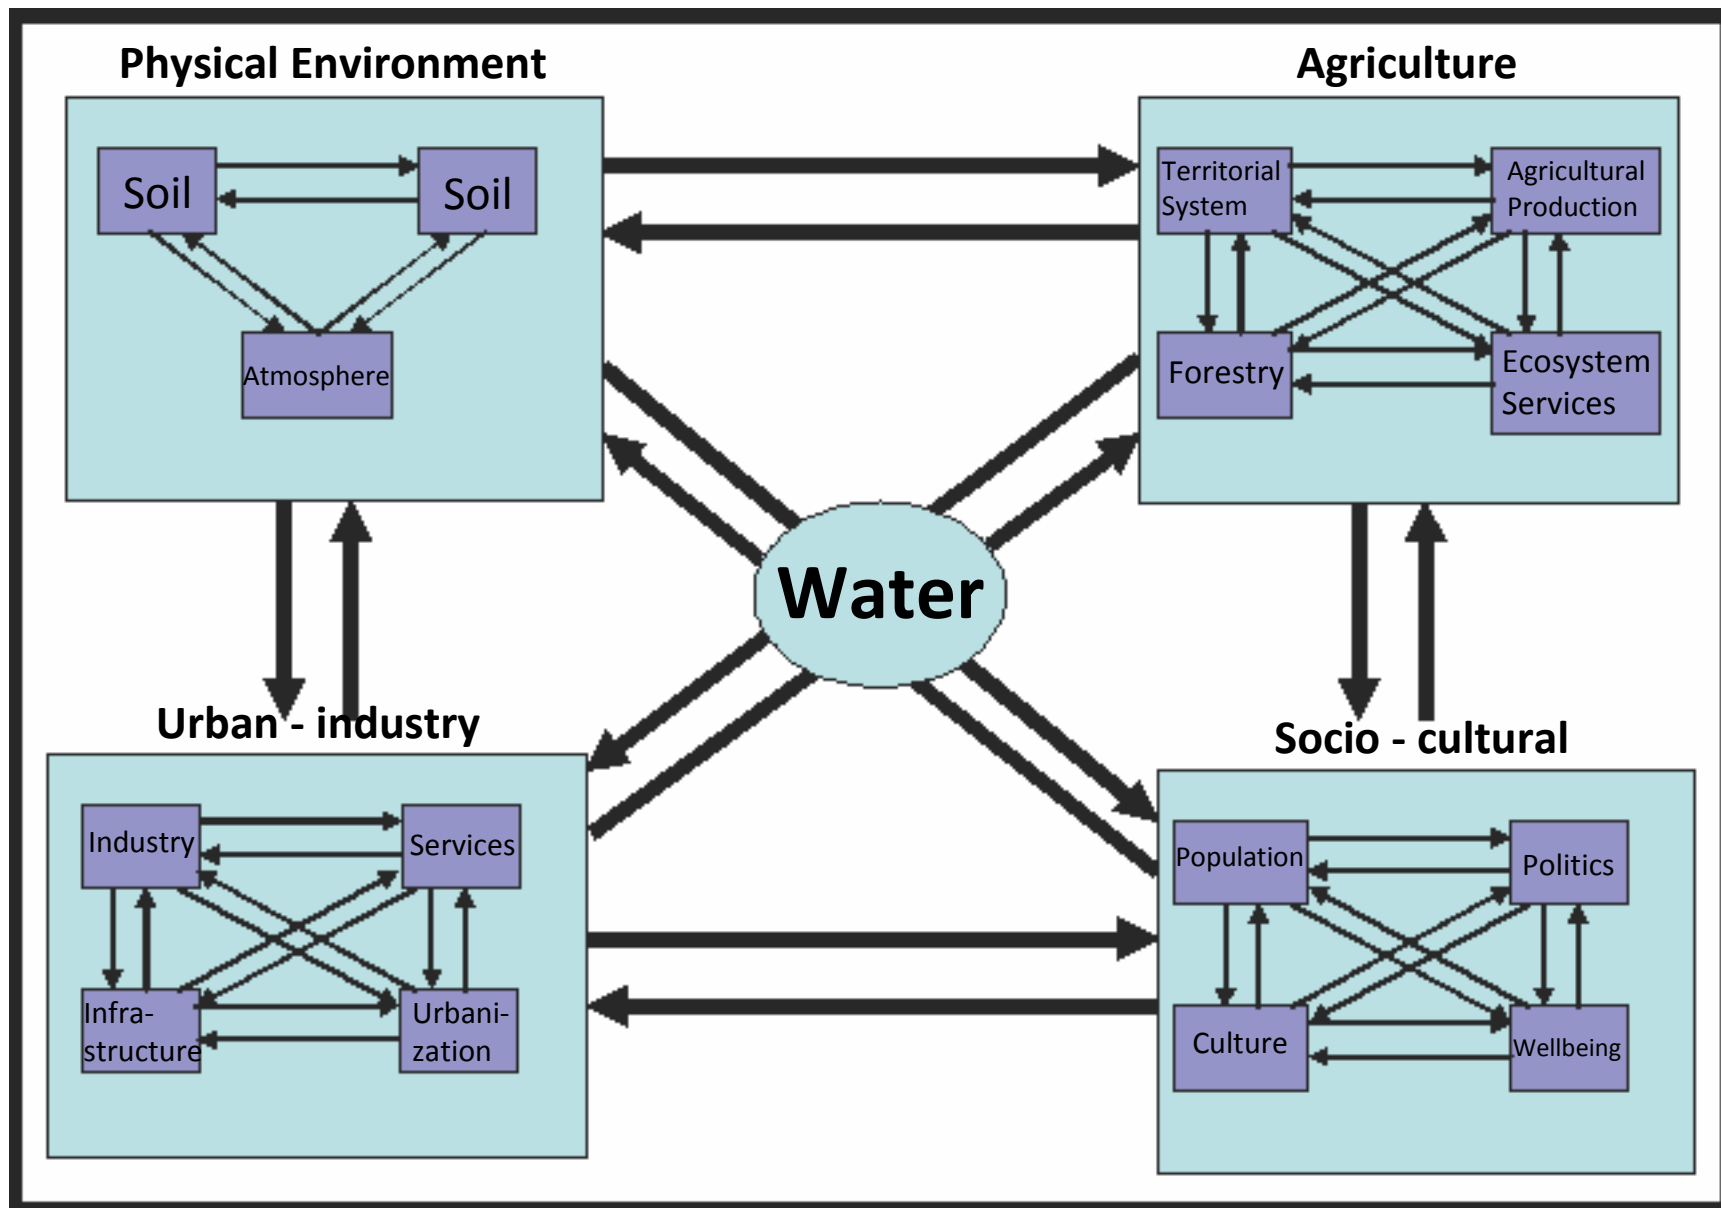 Physical Environment
Soil
Soil
Atmosphere
Agriculture
Territorial
System
Agricultural
Production
Forestry
Ecosystem
Services
Water
Urban - industry
Industry
Services
Infra-
structure
Urbani-
zation
Socio - cultural
Population
Politics
Culture
Wellbeing